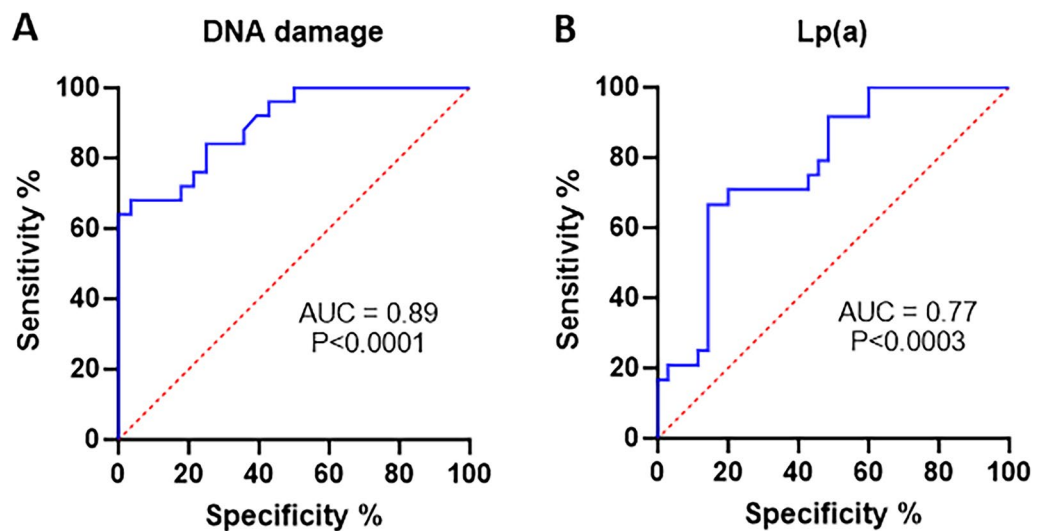 A
DNA damage
Sensitivity %
100
80
60
40
20
0
AUC = 0.89
P<0.0001
0 20 40 60 80 100
Specificity %
B
Lp(a)
Sensitivity %
100
80
60
40
20
0
AUC = 0.77
P<0.0003
0 20 40 60 80 100
Specificity %